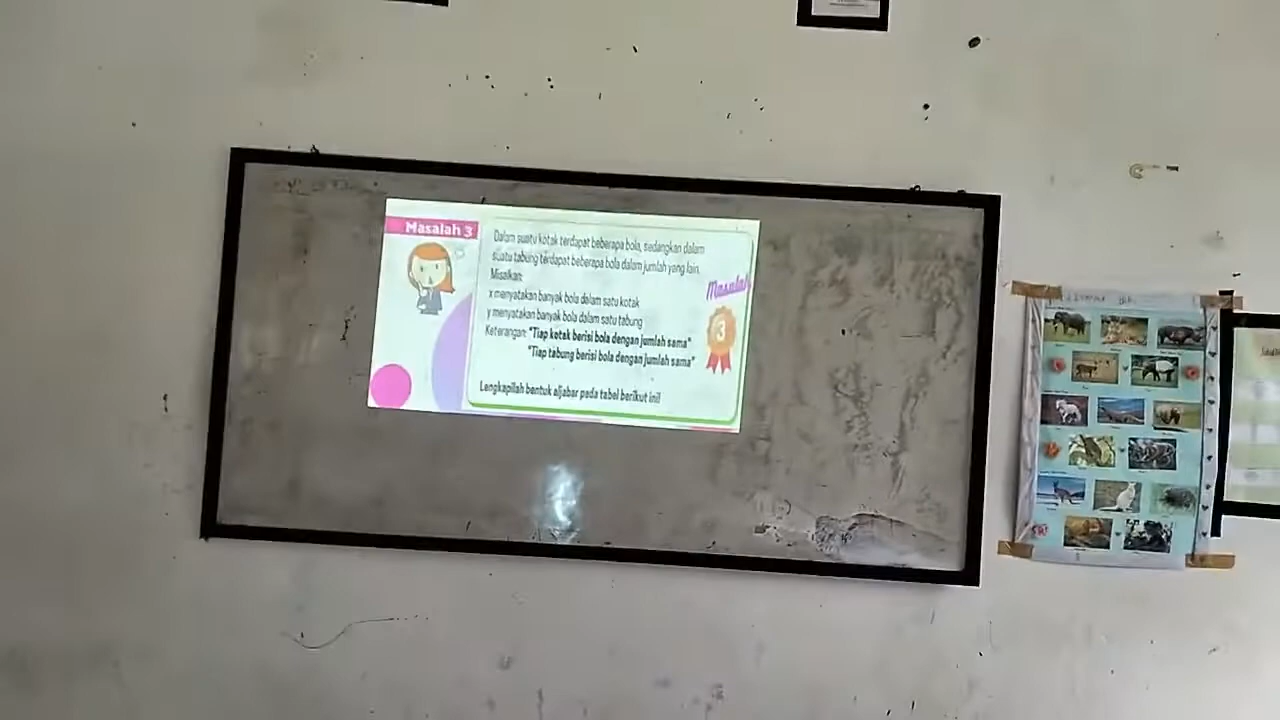 Masalah 3
Dalam suatu kotak terdapat beberapa bola, sedangkan dalam
suatu tabung terdapat beberapa bola dalam jumlah yang lain.
Misalkan:
x menyatakan banyak bola dalam satu kotak
y menyatakan banyak bola dalam satu tabung
Keterangan: "Tiap kotak berisi bola dengan jumlah sama"
"Tiap tabung berisi bola dengan jumlah sama"
Lengkapilah bentuk aljabar pada tabel berikut ini!
Masalah
3